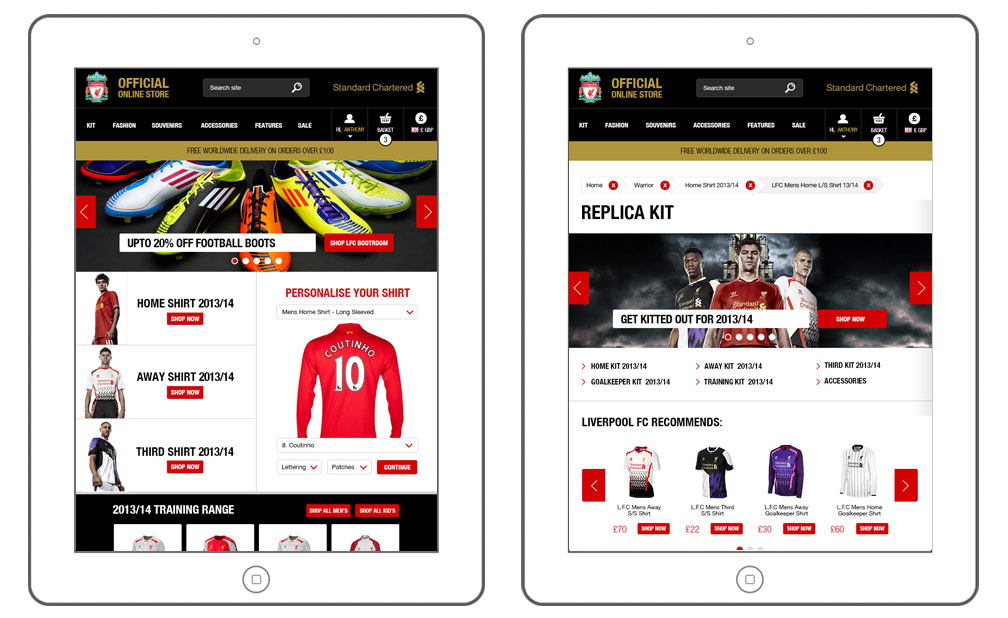 OFFICIAL
ONLINE STORE
Search site
Standard Chartered
KIT FASHION SOUVENIRS ACCESSORIES FEATURES SALE
HI, ANTHONY
BASKET
3
£
£ GBP
FREE WORLDWIDE DELIVERY ON ORDERS OVER £100
UPTO 20% OFF FOOTBALL BOOTS
SHOP LFC BOOTROOM
HOME SHIRT 2013/14
SHOP NOW
AWAY SHIRT 2013/14
SHOP NOW
THIRD SHIRT 2013/14
SHOP NOW
PERSONALISE YOUR SHIRT
Mens Home Shirt - Long Sleeved
COUTINHO
10
8. Coutinho
Lettering Patches CONTINUE
2013/14 TRAINING RANGE
SHOP ALL MEN'S SHOP ALL KID'S
OFFICIAL
ONLINE STORE
Search site
Standard Chartered
KIT FASHION SOUVENIRS ACCESSORIES FEATURES SALE
HI, ANTHONY
BASKET
3
£
£ GBP
FREE WORLDWIDE DELIVERY ON ORDERS OVER £100
Home x Warrior x Home Shirt 2013/14 x LFC Mens Home L/S Shirt 13/14 x
REPLICA KIT
GET KITTED OUT FOR 2013/14
SHOP NOW
HOME KIT 2013/14 AWAY KIT 2013/14 THIRD KIT 2013/14
GOALKEEPER KIT 2013/14 TRAINING KIT 2013/14 ACCESSORIES
LIVERPOOL FC RECOMMENDS:
L.F.C Mens Away
S/S Shirt
£70 SHOP NOW
L.F.C Mens Third
S/S Shirt
£22 SHOP NOW
L.F.C Mens Away
Goalkeeper Shirt
£30 SHOP NOW
L.F.C Mens Home
Goalkeeper Shirt
£60 SHOP NOW